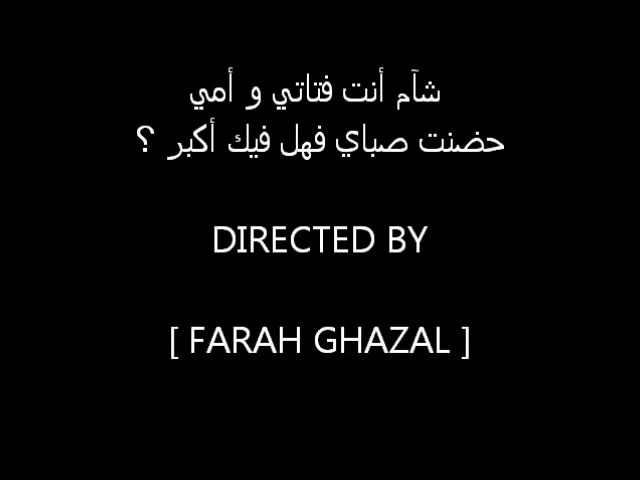 شآم أنت فتاتي و أمي
حضنت صباي فهل فيك أكبر ؟
DIRECTED BY
[ FARAH GHAZAL ]